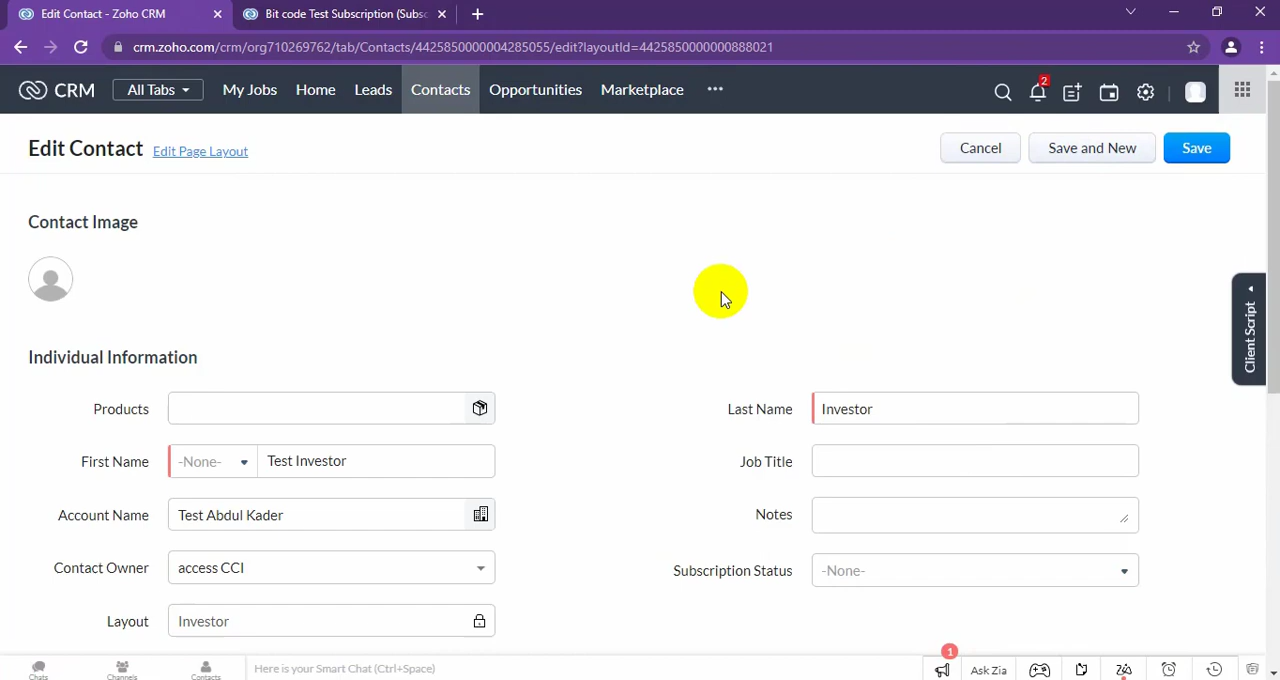 Edit Contact - Zoho CRM
Bit code Test Subscription (Subsc
crm.zoho.com/crm/org710269762/tab/Contacts/4425850000004285055/edit?layoutId=4425850000000888021
CRM All Tabs My Jobs Home Leads Contacts Opportunities Marketplace ••• 2
Edit Contact Edit Page Layout Cancel Save and New Save
Contact Image
Client Script
Individual Information
Products
Last Name Investor
First Name -None- Test Investor
Job Title
Account Name Test Abdul Kader
Notes
Contact Owner access CCI
Subscription Status -None-
Layout Investor
Chats Channels Contacts Here is your Smart Chat (Ctrl+Space) 1 Ask Zia